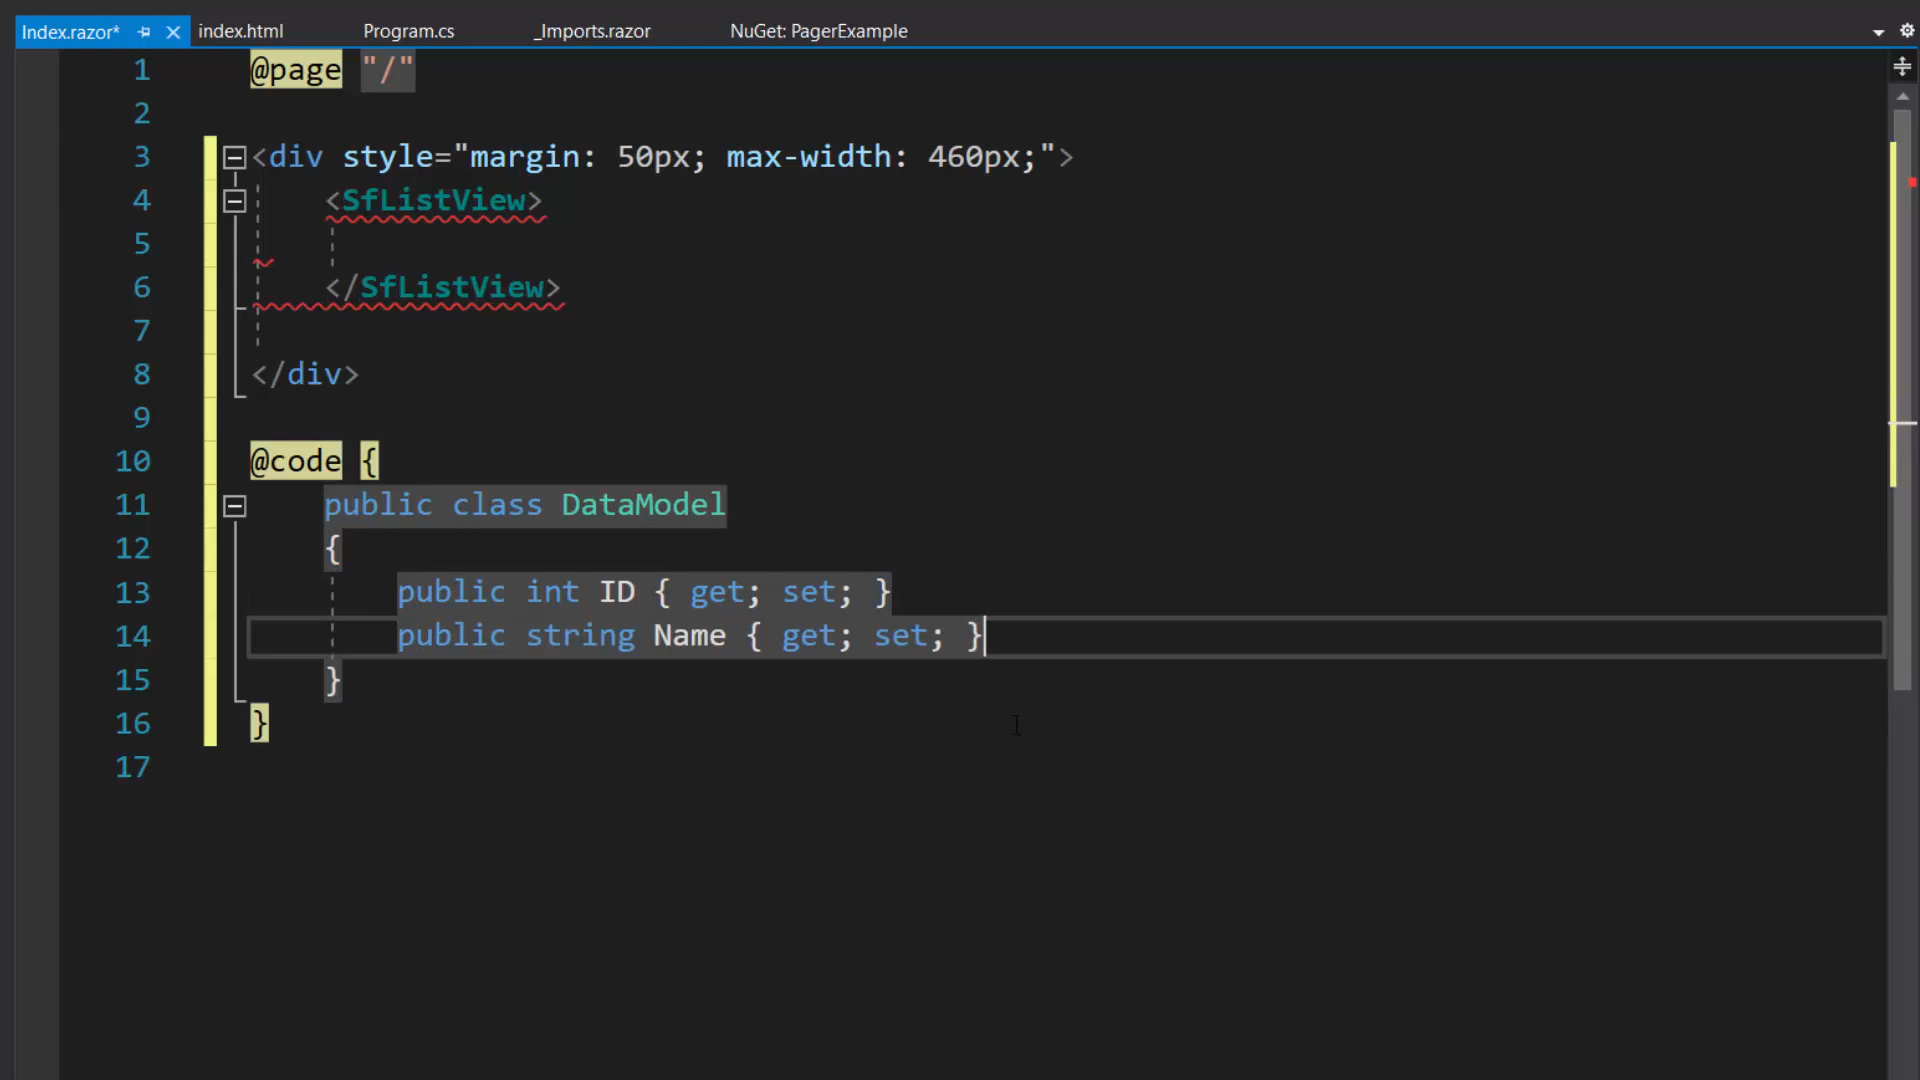 Index.razor* index.html Program.cs _Imports.razor NuGet: PagerExample
1 @page "/"
2
3 <div style="margin: 50px; max-width: 460px;">
4 <SfListView>
5
6 </SfListView>
7
8 </div>
9
10 @code {
11 public class DataModel
12 {
13 public int ID { get; set; }
14 public string Name { get; set; }
15 }
16 }
17